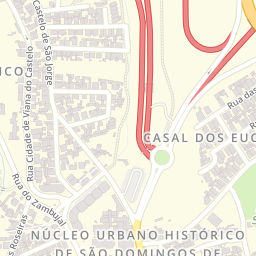 Castelo de São Jorge
Rua Cidade de Viana do Castelo
ICO
Rua das
CASAL DOS EUC
Rua do Zambujal
Roseiras
NÚCLEO URBANO HISTÓRICO
DE SÃO DOMINGOS DE